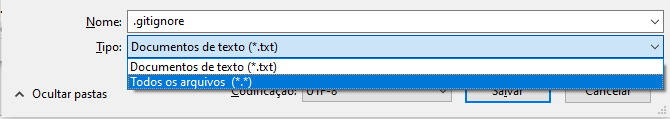 Nome: .gitignore
Tipo: Documentos de texto (*.txt)
Documentos de texto (*.txt)
Todos os arquivos (*.*)
Ocultar pastas Codificação: UTF-8 Salvar Cancelar